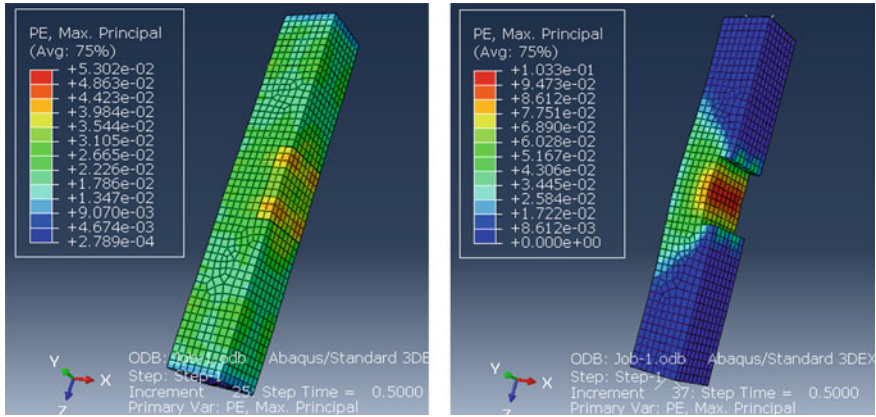 PE, Max. Principal
(Avg: 75%)
+5.302e-02
+4.863e-02
+4.423e-02
+3.984e-02
+3.544e-02
+3.105e-02
+2.665e-02
+2.226e-02
+1.786e-02
+1.347e-02
+9.070e-03
+4.674e-03
+2.789e-04
Y
X
Z
ODB: Job-1.odb Abaqus/Standard 3DE
Step: Step-1
Increment 25: Step Time = 0.5000
Primary Var: PE, Max. Principal
PE, Max. Principal
(Avg: 75%)
+1.033e-01
+9.473e-02
+8.612e-02
+7.751e-02
+6.890e-02
+6.028e-02
+5.167e-02
+4.306e-02
+3.445e-02
+2.584e-02
+1.722e-02
+8.612e-03
+0.000e+00
Y
X
Z
ODB: Job-1.odb Abaqus/Standard 3DEX
Step: Step-1
Increment 37: Step Time = 0.5000
Primary Var: PE, Max. Principal